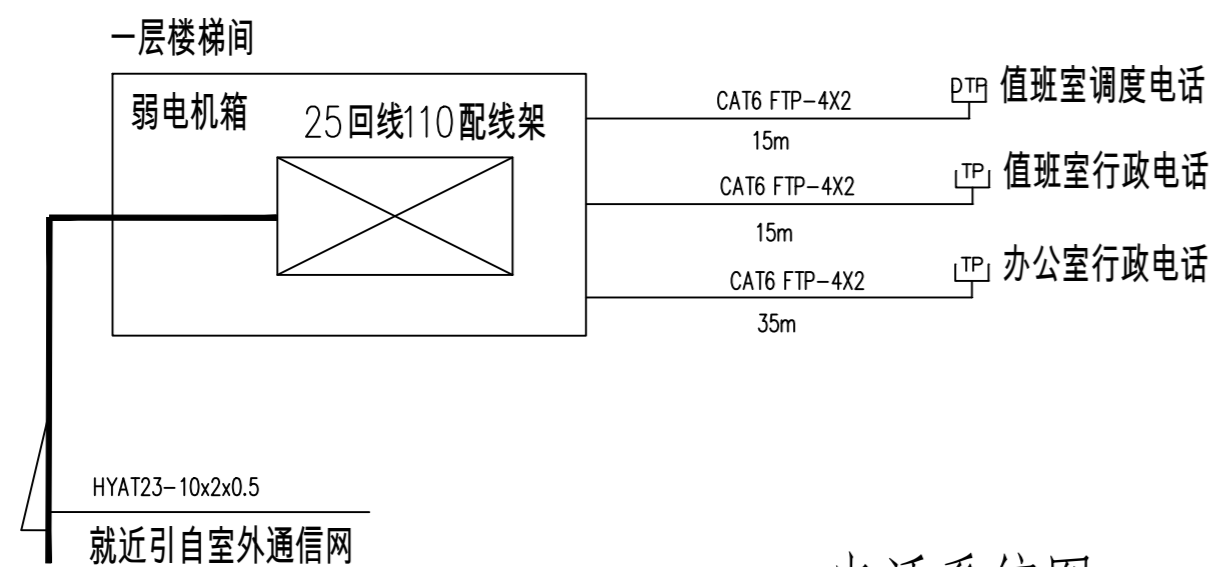 一层楼梯间
弱电机箱
25回线110配线架
CAT6 FTP-4X2
15m
DTP 值班室调度电话
CAT6 FTP-4X2
15m
TP 值班室行政电话
CAT6 FTP-4X2
35m
TP 办公室行政电话
HYAT23-10x2x0.5
就近引自室外通信网